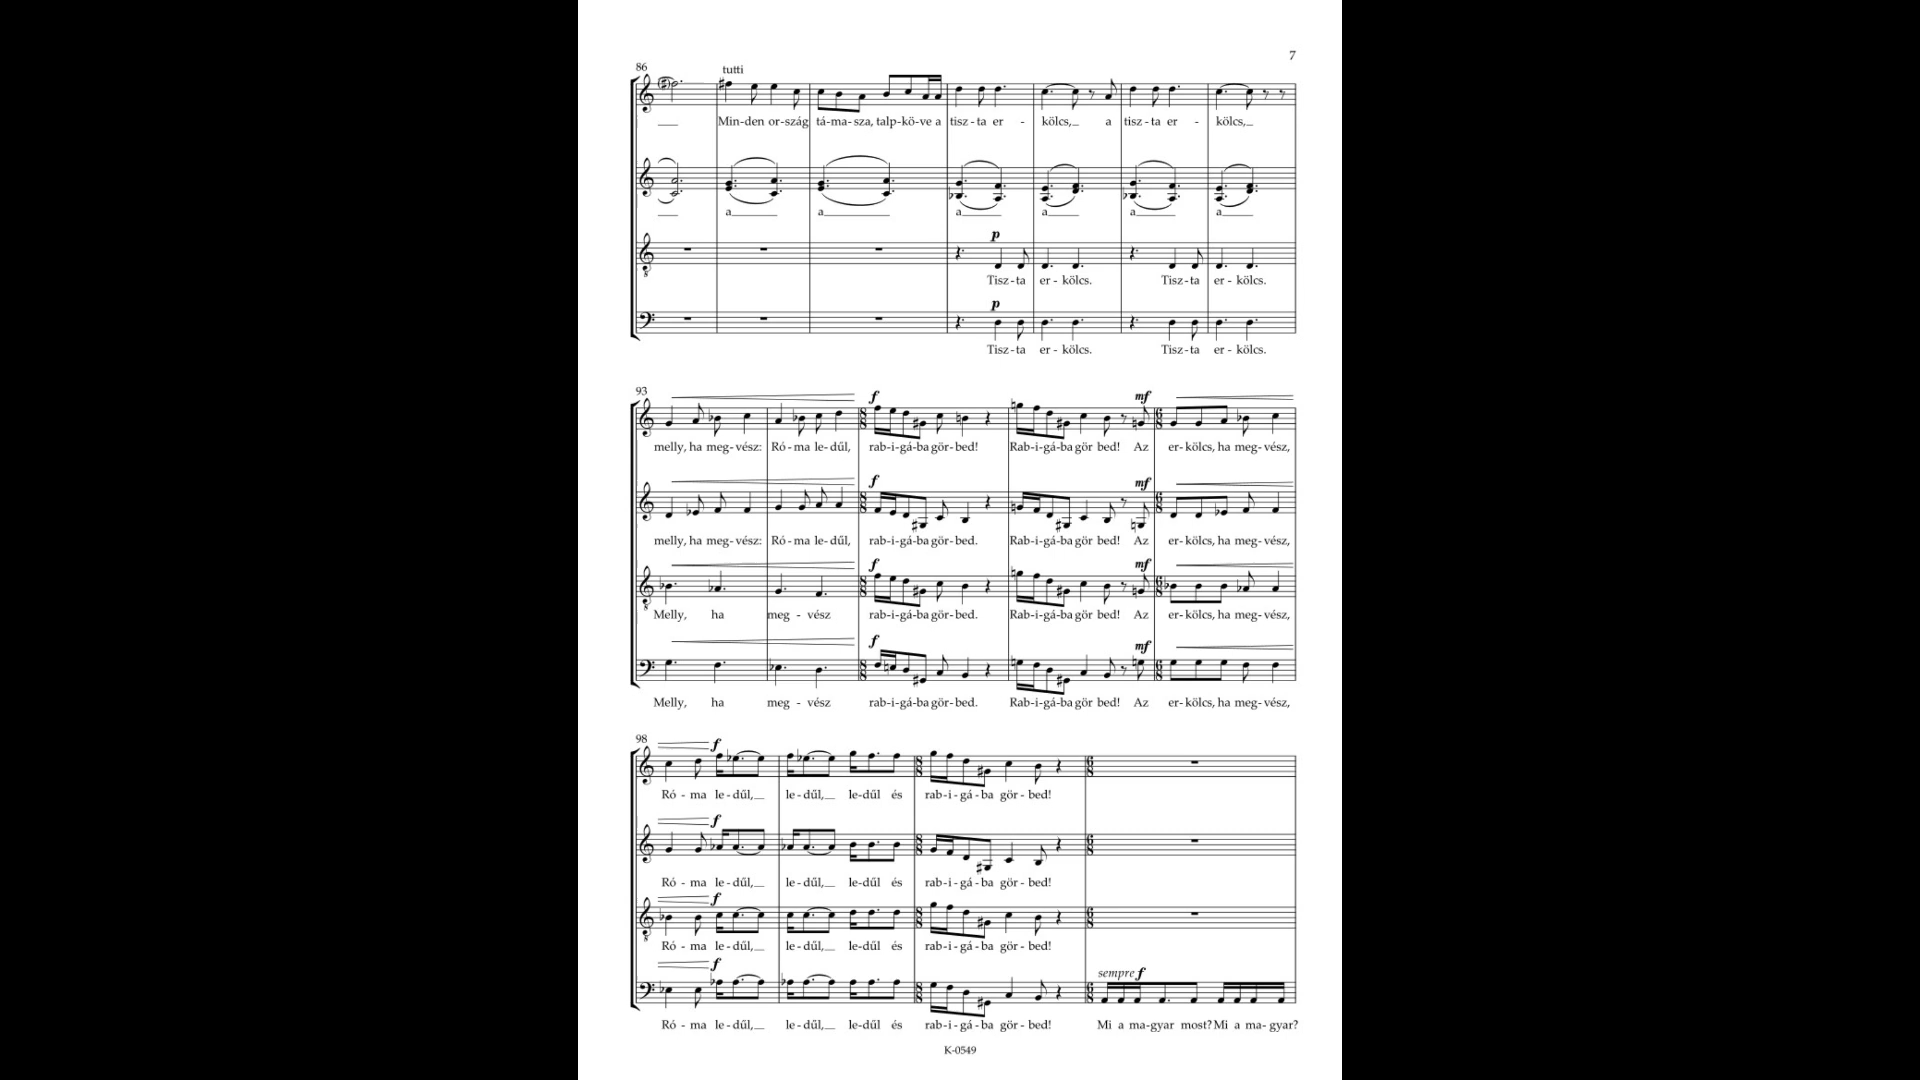 7
86
tutti
Min-den or-szág tá-ma-sza, talp-kö-ve a tisz-ta er - kölcs,_ a tisz-ta er - kölcs,_
a a a a a a
p
Tisz-ta er-kölcs. Tisz-ta er-kölcs.
p
Tisz-ta er-kölcs. Tisz-ta er-kölcs.
93
f mf
melly, ha meg-vész: Ró-ma le-dűl, rab-i-gá-ba gör-bed! Rab-i-gá-ba gör bed! Az er-kölcs, ha meg-vész,
f mf
melly, ha meg-vész: Ró-ma le-dűl, rab-i-gá-ba gör-bed. Rab-i-gá-ba gör bed! Az er-kölcs, ha meg-vész,
f mf
Melly, ha meg - vész rab-i-gá-ba gör-bed. Rab-i-gá-ba gör bed! Az er-kölcs, ha meg-vész,
f mf
Melly, ha meg - vész rab-i-gá-ba gör-bed. Rab-i-gá-ba gör bed! Az er-kölcs, ha meg-vész,
98
f
Ró - ma le-dűl,_ le-dűl,_ le-dűl és rab-i-gá-ba gör-bed!
f
Ró - ma le-dűl,_ le-dűl,_ le-dűl és rab-i-gá-ba gör-bed!
f
Ró - ma le-dűl,_ le-dűl,_ le-dűl és rab-i-gá-ba gör-bed!
f sempre f
Ró - ma le-dűl,_ le-dűl,_ le-dűl és rab-i-gá-ba gör-bed! Mi a ma-gyar most? Mi a ma-gyar?
K-0549